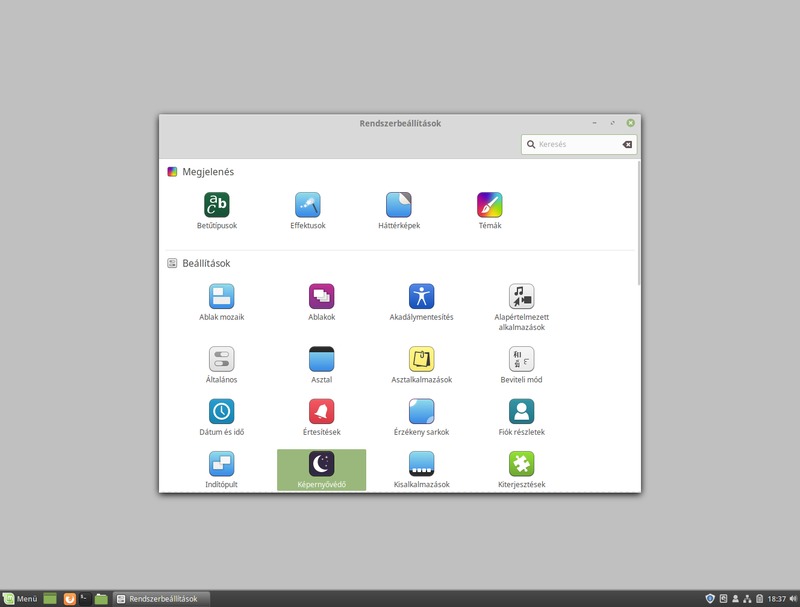 Rendszerbeállítások
Keresés
Megjelenés
Betűtípusok
Effektusok
Háttérképek
Témák
Beállítások
Ablak mozaik
Ablakok
Akadálymentesítés
Alapértelmezett
alkalmazások
Általános
Asztal
Asztalkalmazások
Beviteli mód
Dátum és idő
Értesítések
Érzékeny sarkok
Fiók részletek
Indítópult
Képernyővédő
Kisalkalmazások
Kiterjesztések
Menü
Rendszerbeállítások
18:37